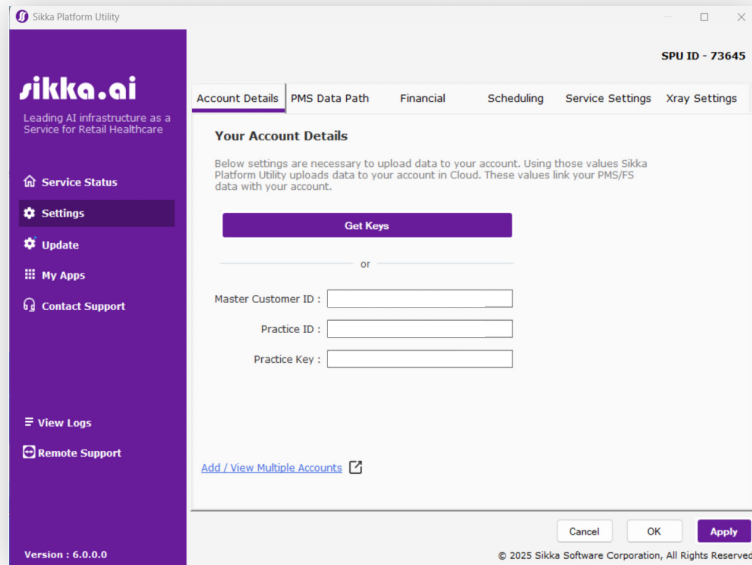 Sikka Platform Utility
SPU ID - 73645
sikka.ai
Leading AI infrastructure as a
Service for Retail Healthcare
Service Status
Settings
Update
My Apps
Contact Support
View Logs
Remote Support
Version : 6.0.0.0
Account Details PMS Data Path Financial Scheduling Service Settings Xray Settings
Your Account Details
Below settings are necessary to upload data to your account. Using those values Sikka
Platform Utility uploads data to your account in Cloud. These values link your PMS/FS
data with your account.
Get Keys
or
Master Customer ID :
Practice ID :
Practice Key :
Add / View Multiple Accounts
Cancel OK Apply
© 2025 Sikka Software Corporation, All Rights Reserved